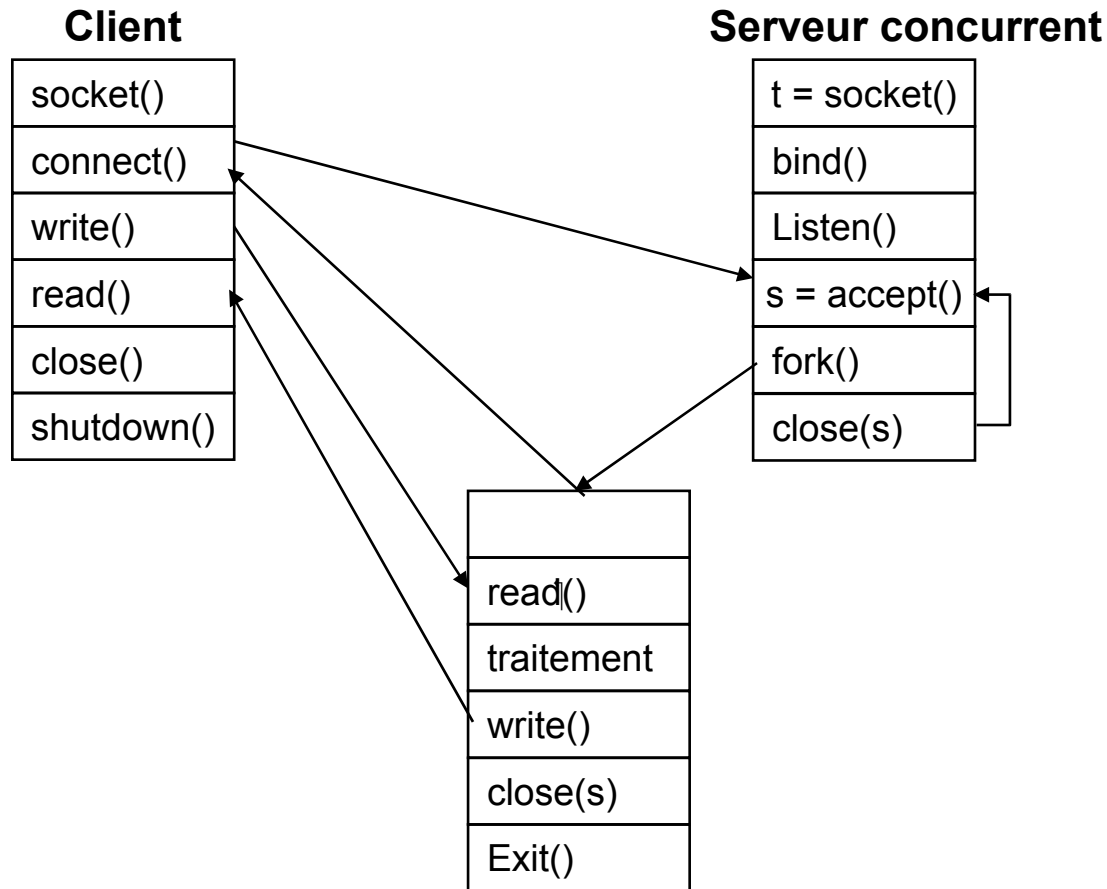 Client
socket()
connect()
write()
read()
close()
shutdown()
Serveur concurrent
t = socket()
bind()
Listen()
s = accept()
fork()
close(s)
read()
traitement
write()
close(s)
Exit()